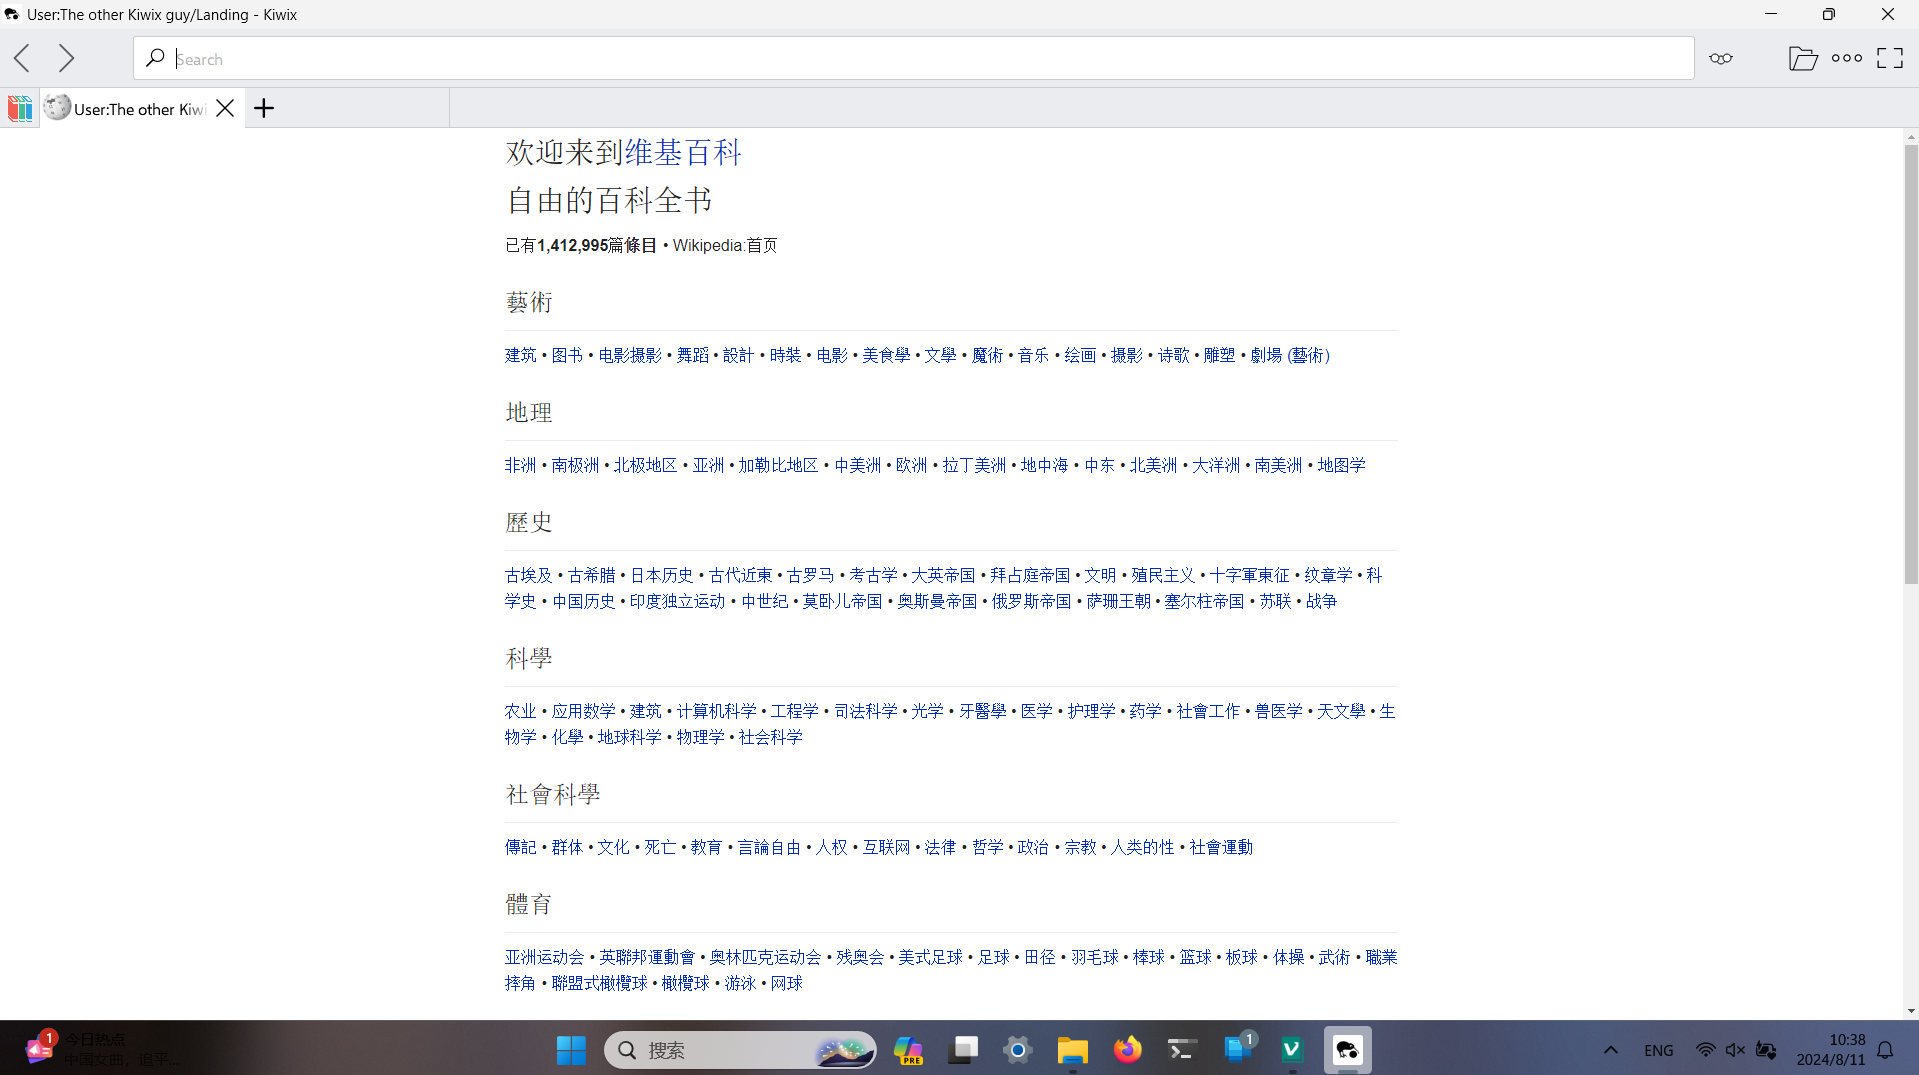 User:The other Kiwix guy/Landing - Kiwix
Search
User:The other Kiwi
欢迎来到维基百科
自由的百科全书
已有1,412,995篇條目 • Wikipedia:首页
藝術
建筑 • 图书 • 电影摄影 • 舞蹈 • 設計 • 時裝 • 电影 • 美食學 • 文學 • 魔術 • 音乐 • 绘画 • 摄影 • 诗歌 • 雕塑 • 劇場 (藝術)
地理
非洲 • 南极洲 • 北极地区 • 亚洲 • 加勒比地区 • 中美洲 • 欧洲 • 拉丁美洲 • 地中海 • 中东 • 北美洲 • 大洋洲 • 南美洲 • 地图学
歷史
古埃及 • 古希腊 • 日本历史 • 古代近東 • 古罗马 • 考古学 • 大英帝国 • 拜占庭帝国 • 文明 • 殖民主义 • 十字軍東征 • 纹章学 • 科
学史 • 中国历史 • 印度独立运动 • 中世纪 • 莫卧儿帝国 • 奥斯曼帝国 • 俄罗斯帝国 • 萨珊王朝 • 塞尔柱帝国 • 苏联 • 战争
科學
农业 • 应用数学 • 建筑 • 计算机科学 • 工程学 • 司法科学 • 光学 • 牙醫學 • 医学 • 护理学 • 药学 • 社會工作 • 兽医学 • 天文學 • 生
物学 • 化學 • 地球科学 • 物理学 • 社会科学
社會科學
傳記 • 群体 • 文化 • 死亡 • 教育 • 言論自由 • 人权 • 互联网 • 法律 • 哲学 • 政治 • 宗教 • 人类的性 • 社會運動
體育
亚洲运动会 • 英聯邦運動會 • 奥林匹克运动会 • 残奥会 • 美式足球 • 足球 • 田径 • 羽毛球 • 棒球 • 篮球 • 板球 • 体操 • 武術 • 職業
摔角 • 聯盟式橄欖球 • 橄欖球 • 游泳 • 网球
1
今日热点
中国女曲，追平...
搜索
PRE
1
ENG
10:38
2024/8/11